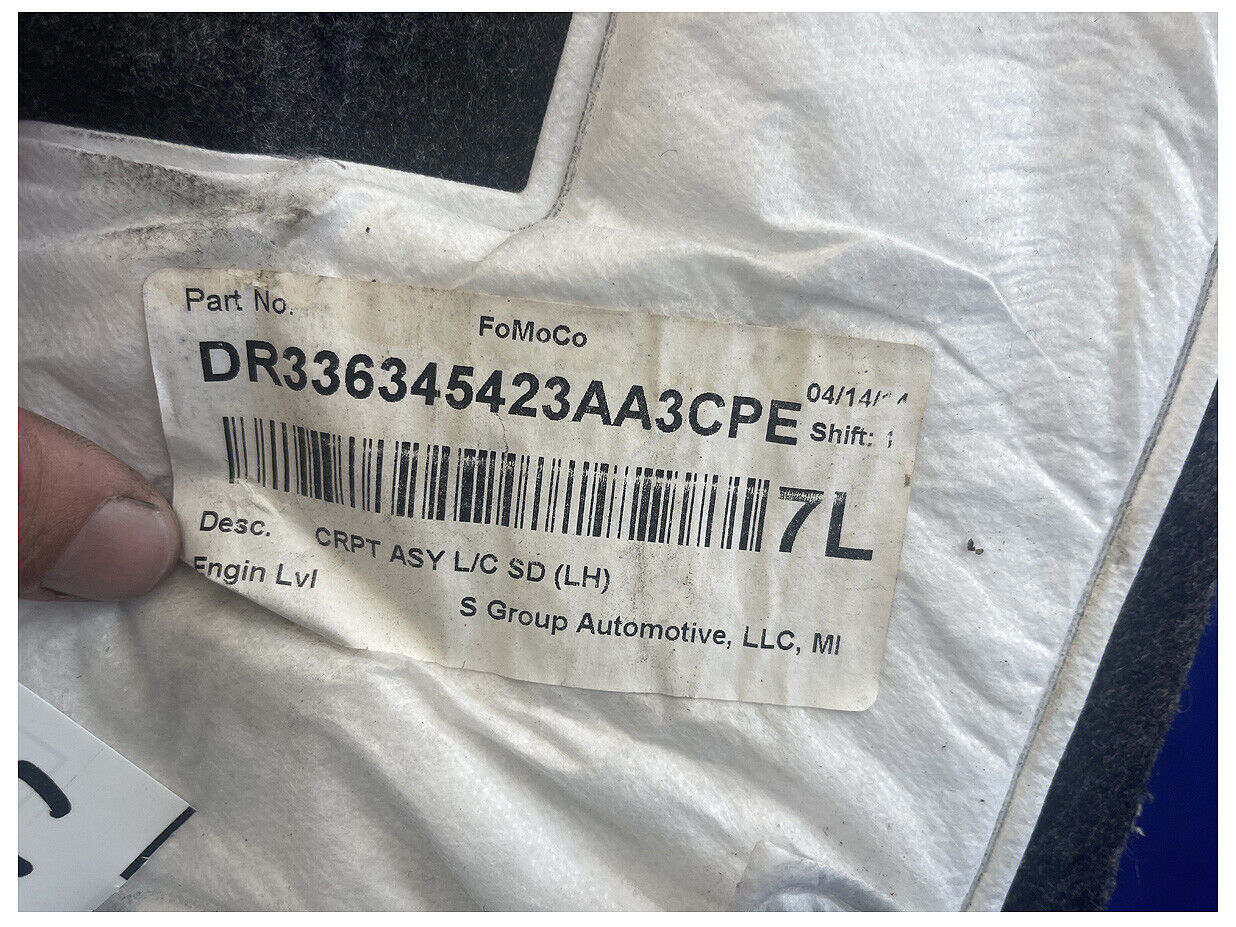 Part No.
FoMoCo
DR336345423AA3CPE
Shift:
7L
Desc.
CRPT ASY L/C SD (LH)
Engin Lvl
S Group Automotive, LLC, MI